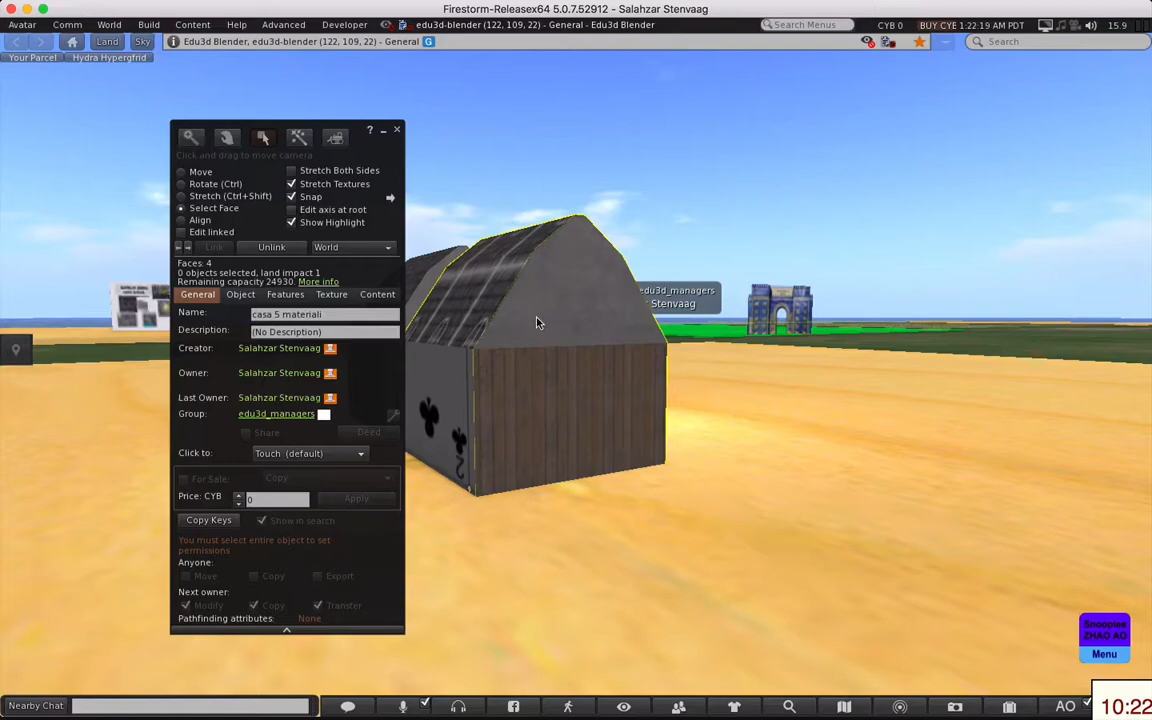 Firestorm-Releasex64 5.0.7.52912 - Salahzar Stenvaag
Avatar Comm World Build Content Help Advanced Developer edu3d-blender (122, 109, 22) - General - Edu3d Blender Search Menus CYB 0 BUY CYE 1:22:19 AM PDT 15.9
Land Sky Edu3d Blender, edu3d-blender (122, 109, 22) - General G Search
Your Parcel Hydra Hypergfrid
?
Click and drag to move camera
Move
Rotate (Ctrl)
Stretch (Ctrl+Shift)
Select Face
Align
Edit linked
Stretch Both Sides
Stretch Textures
Snap
Edit axis at root
Show Highlight
Link Unlink World
Faces: 4
0 objects selected, land impact 1
Remaining capacity 24930. More info
General Object Features Texture Content
Name: casa 5 materiali
Description: (No Description)
Creator: Salahzar Stenvaag
Owner: Salahzar Stenvaag
Last Owner: Salahzar Stenvaag
Group: edu3d_managers
Share Deed
Click to: Touch (default)
For Sale: Copy
Price: CYB 0 Apply
Copy Keys Show in search
You must select entire object to set
permissions
Anyone:
Move Copy Export
Next owner:
Modify Copy Transfer
Pathfinding attributes: None
edu3d_managers
r Stenvaag
2
Snoopies
ZHAO AO
Menu
Nearby Chat AO
10:22